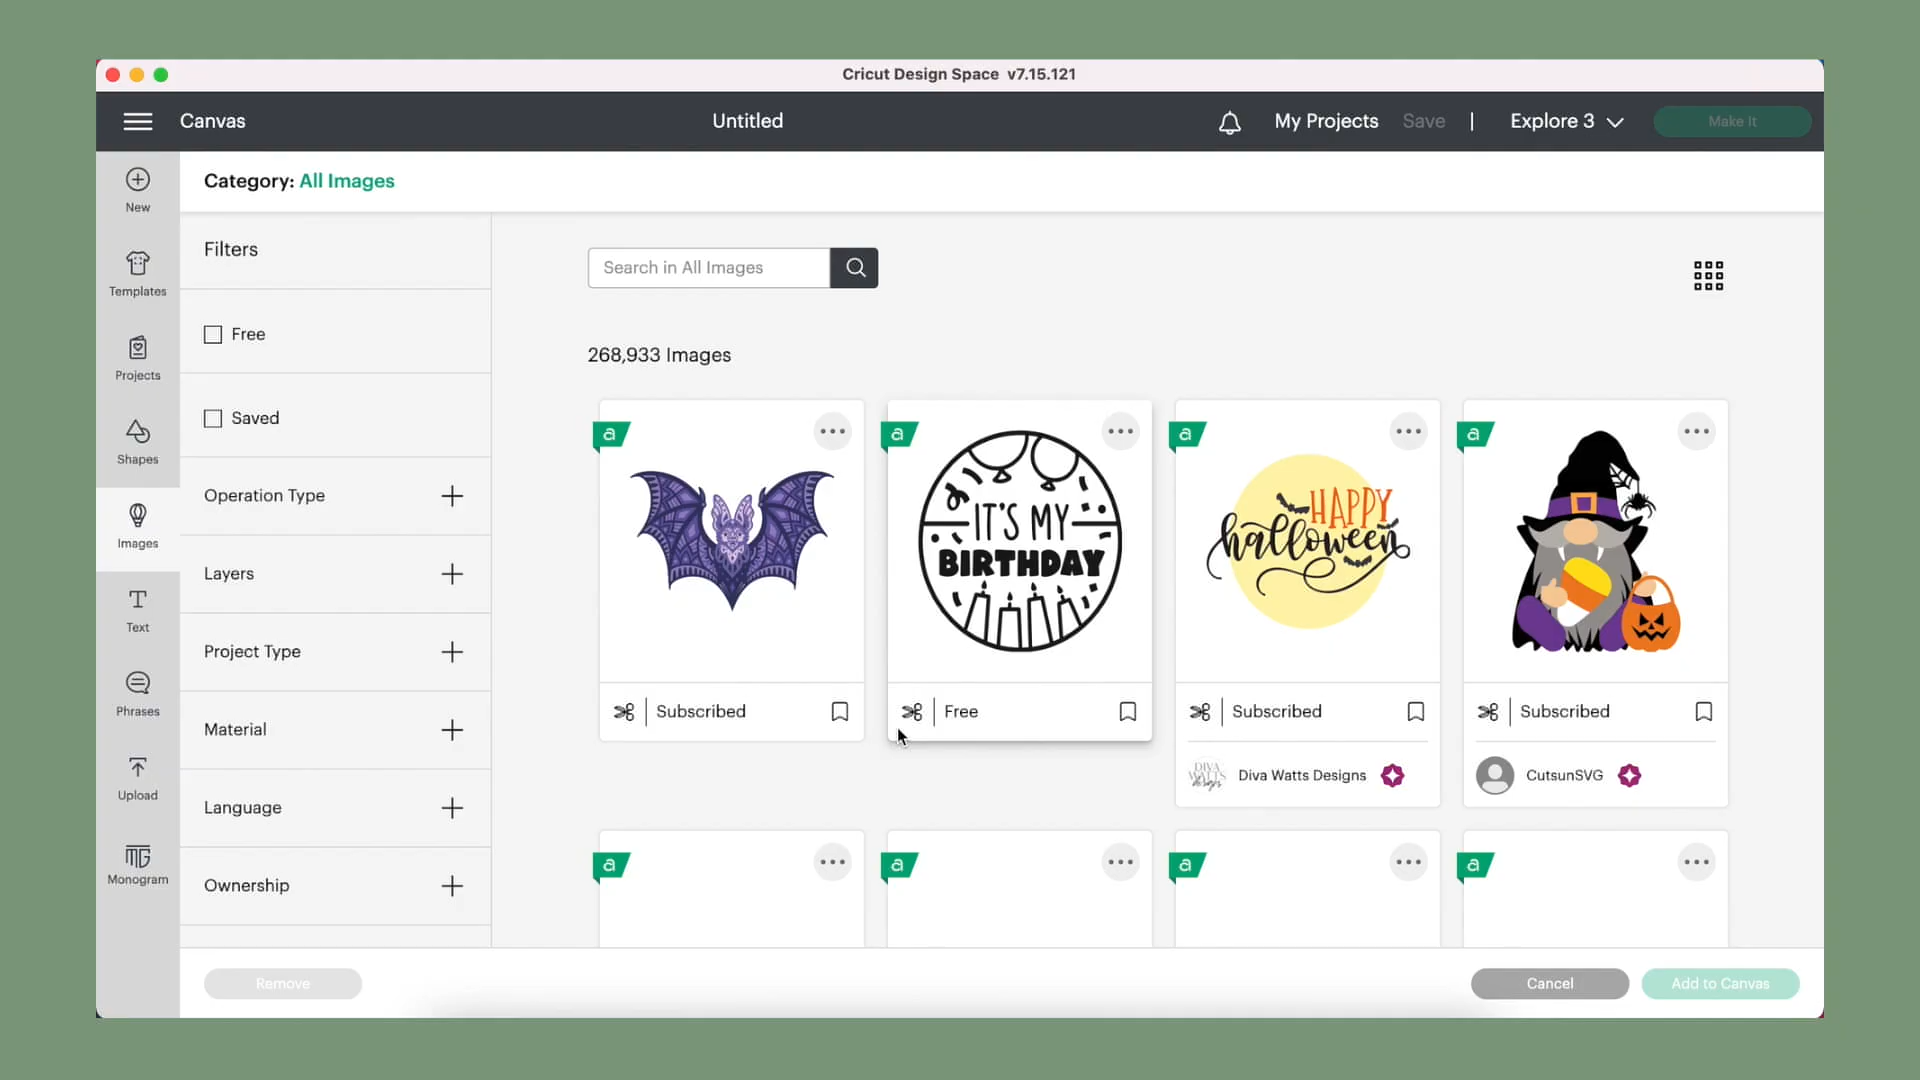 Cricut Design Space v7.15.121
Canvas
Untitled
My Projects
Save
|
Explore 3
Make It
New
Templates
Projects
Shapes
Images
Text
Phrases
Upload
Monogram
Category: All Images
Filters
Free
Saved
Operation Type
Layers
Project Type
Material
Language
Ownership
Search in All Images
268,933 Images
a
Subscribed
a
IT'S MY
BIRTHDAY
Free
a
HAPPY
halloween
Subscribed
DIVA
WATTS
designs
Diva Watts Designs
a
Subscribed
CutsunSVG
a
a
a
a
Remove
Cancel
Add to Canvas